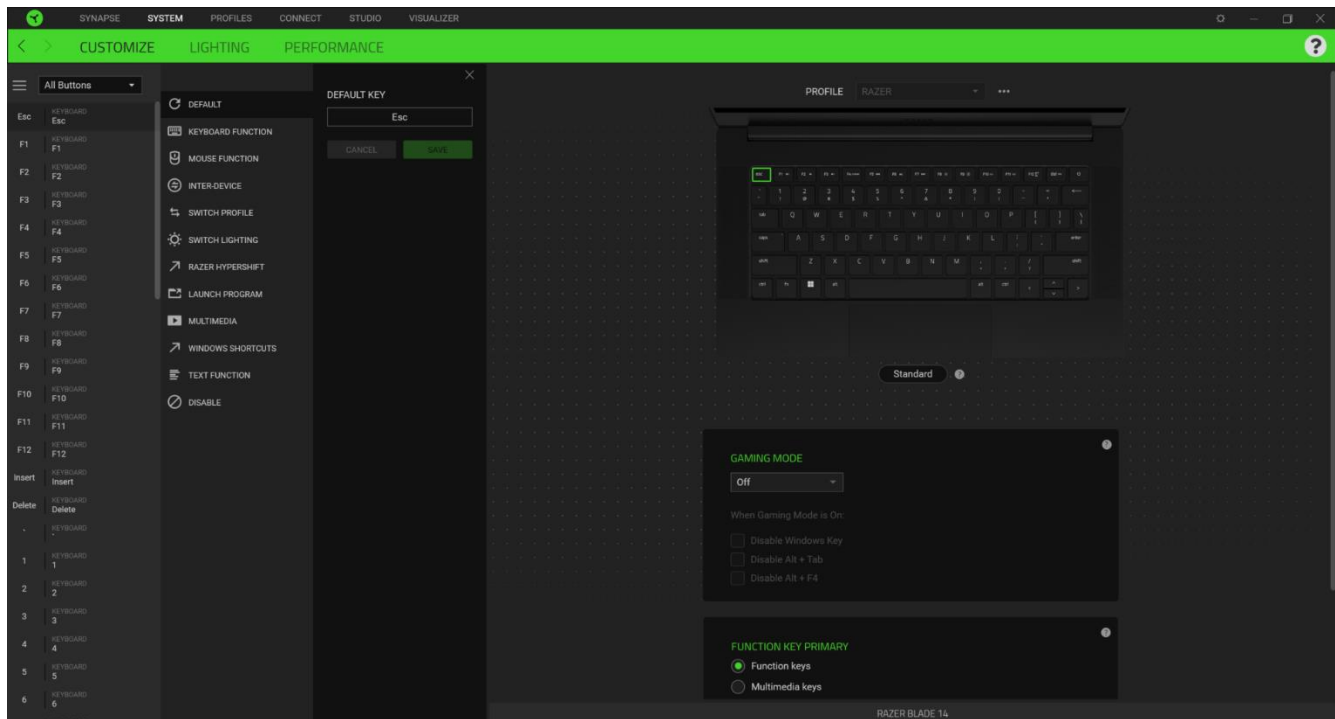 SYNAPSE SYSTEM PROFILES CONNECT STUDIO VISUALIZER
CUSTOMIZE LIGHTING PERFORMANCE
All Buttons
Esc KEYBOARD Esc
F1 KEYBOARD F1
F2 KEYBOARD F2
F3 KEYBOARD F3
F4 KEYBOARD F4
F5 KEYBOARD F5
F6 KEYBOARD F6
F7 KEYBOARD F7
F8 KEYBOARD F8
F9 KEYBOARD F9
F10 KEYBOARD F10
F11 KEYBOARD F11
F12 KEYBOARD F12
Insert KEYBOARD Insert
Delete KEYBOARD Delete
` KEYBOARD `
1 KEYBOARD 1
2 KEYBOARD 2
3 KEYBOARD 3
4 KEYBOARD 4
5 KEYBOARD 5
6 KEYBOARD 6
DEFAULT
KEYBOARD FUNCTION
MOUSE FUNCTION
INTER-DEVICE
SWITCH PROFILE
SWITCH LIGHTING
RAZER HYPERSHIFT
LAUNCH PROGRAM
MULTIMEDIA
WINDOWS SHORTCUTS
TEXT FUNCTION
DISABLE
DEFAULT KEY
Esc
CANCEL SAVE
PROFILE RAZER
Q W E R T Y U I O P
A S D F G H J K L
Z X C V B N M
Standard
GAMING MODE
Off
When Gaming Mode is On:
Disable Windows Key
Disable Alt + Tab
Disable Alt + F4
FUNCTION KEY PRIMARY
Function keys
Multimedia keys
RAZER BLADE 14